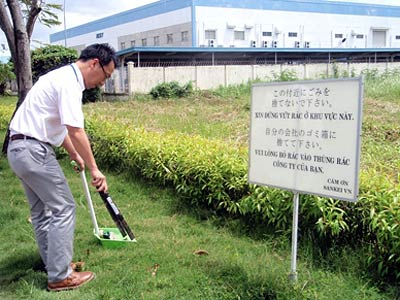 この付近にごみを
捨てないで下さい。
XIN ĐỪNG VỨT RÁC Ở KHU VỰC NÀY.
自分の会社のゴミ箱
に捨てて下さい。
VUI LÒNG BỎ RÁC VÀO THÙNG RÁC
CÔNG TY CỦA BẠN.
CẢM ƠN
SANKEI VN